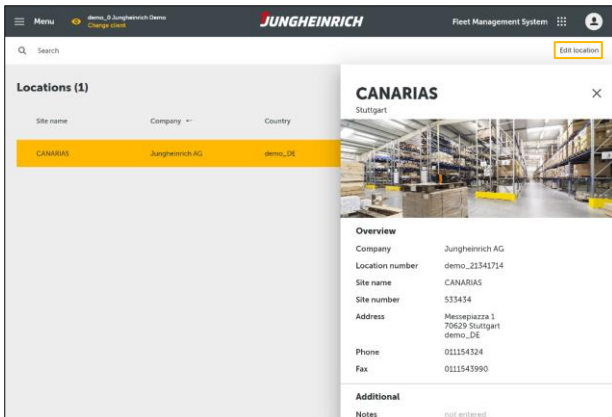 Menu
demo_0 Jungheinrich Demo
Change client
JUNGHEINRICH
Fleet Management System
Search
Edit location
Locations (1)
Site name Company Country
CANARIAS Jungheinrich AG demo_DE
CANARIAS
Stuttgart
Overview
Company Jungheinrich AG
Location number demo_21341714
Site name CANARIAS
Site number 533434
Address Messepiazza 1
70629 Stuttgart
demo_DE
Phone 011154324
Fax 0111543990
Additional
Notes not entered